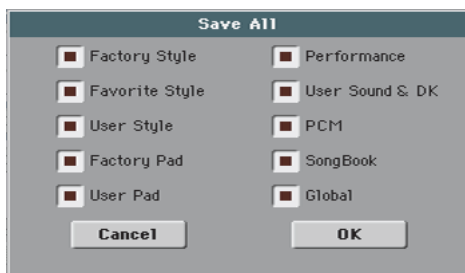 Save All
Factory Style
Performance
Favorite Style
User Sound & DK
User Style
PCM
Factory Pad
SongBook
User Pad
Global
Cancel
OK